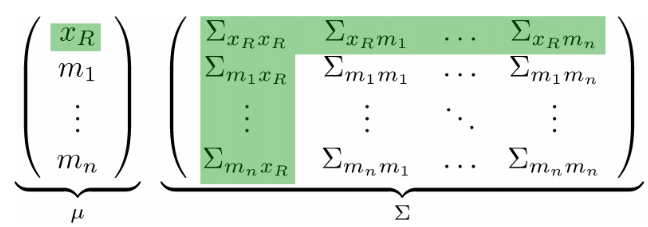 x_R Σ_{x_R x_R} Σ_{x_R m_1} … Σ_{x_R m_n}
m_1 Σ_{m_1 x_R} Σ_{m_1 m_1} … Σ_{m_1 m_n}
⋮ ⋮ ⋮ ⋱ ⋮
m_n Σ_{m_n x_R} Σ_{m_n m_1} … Σ_{m_n m_n}
μ Σ